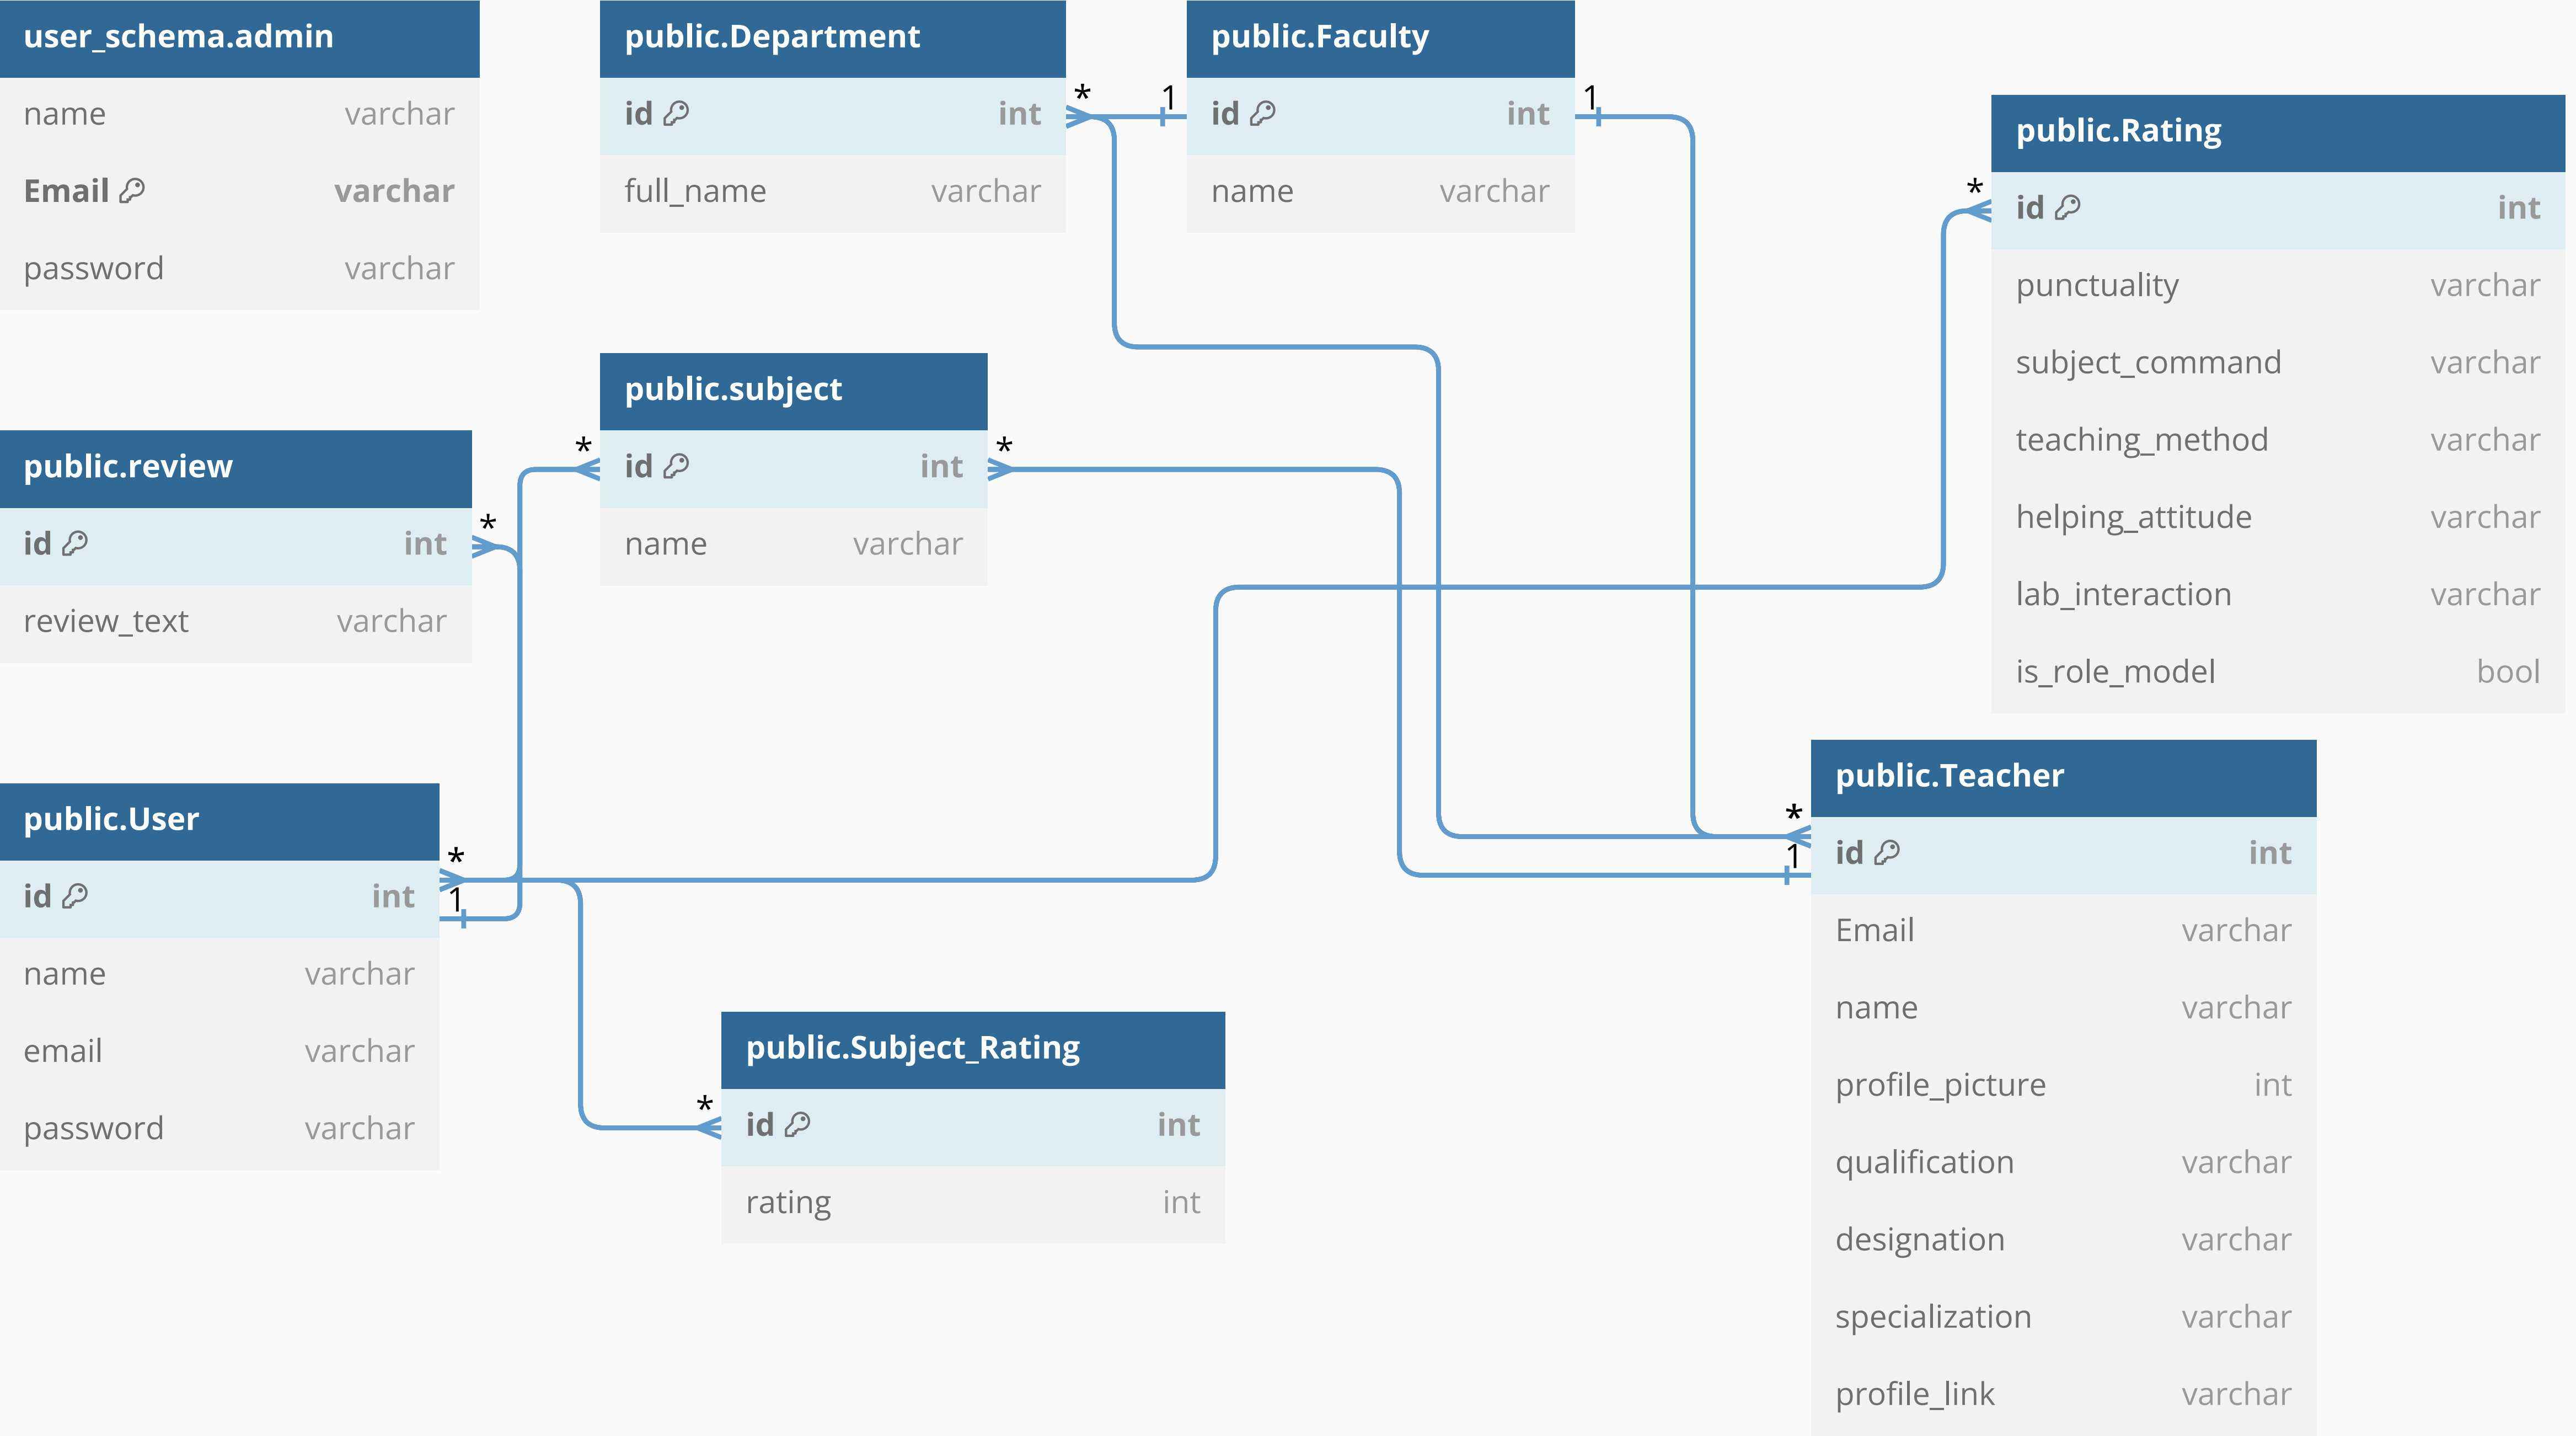 user_schema.admin
name varchar
Email varchar
password varchar
public.Department
id int
full_name varchar
* 1
public.Faculty
id int
name varchar
1
public.Rating
*
id int
punctuality varchar
subject_command varchar
teaching_method varchar
helping_attitude varchar
lab_interaction varchar
is_role_model bool
public.subject
* id int *
name varchar
public.review
id int *
review_text varchar
public.User
*
id int 1
name varchar
email varchar
password varchar
public.Subject_Rating
*
id int
rating int
public.Teacher
*
1 id int
Email varchar
name varchar
profile_picture int
qualification varchar
designation varchar
specialization varchar
profile_link varchar